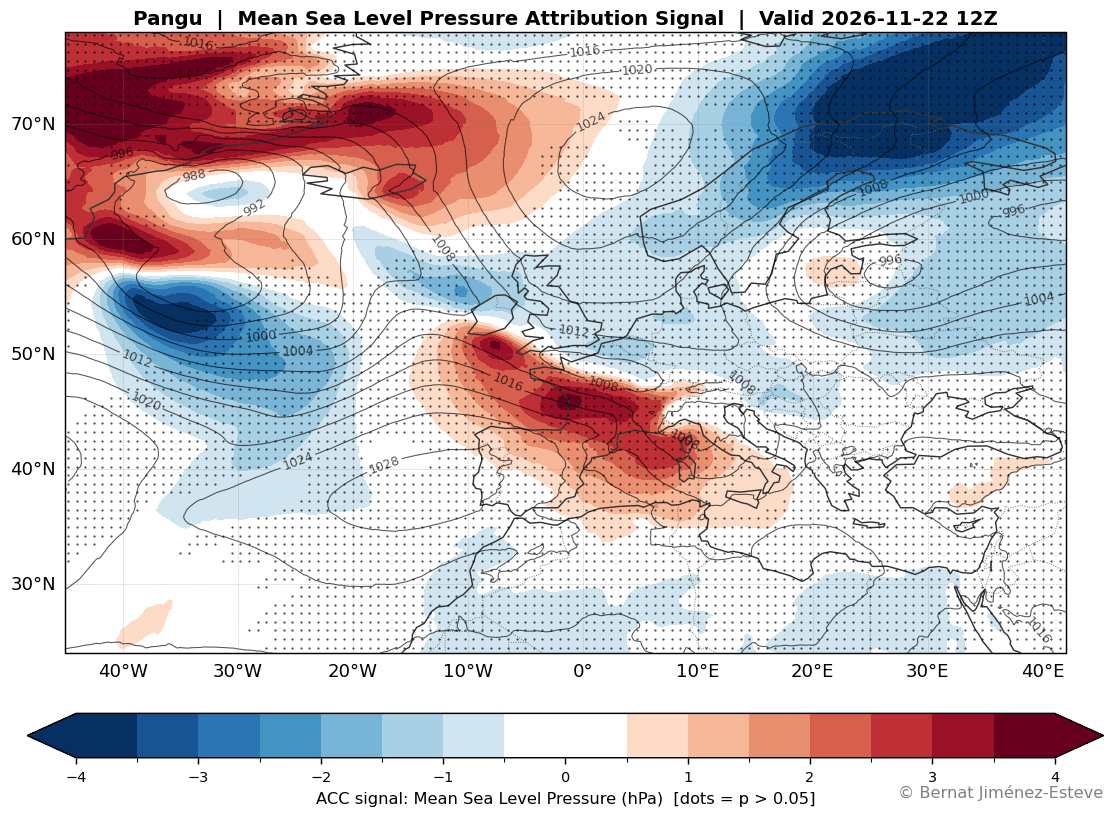 Pangu | Mean Sea Level Pressure Attribution Signal | Valid 2026-11-22 12Z
1016
1016
1020
1024
70°N
996
988
992
1008
1000
996
60°N
1008
996
1004
1012
1000
1004
50°N
1012
1016
1008
1008
1020
1008
1024
1028
40°N
30°N
1016
40°W 30°W 20°W 10°W 0° 10°E 20°E 30°E 40°E
−4 −3 −2 −1 0 1 2 3 4
ACC signal: Mean Sea Level Pressure (hPa) [dots = p > 0.05]
© Bernat Jiménez-Esteve